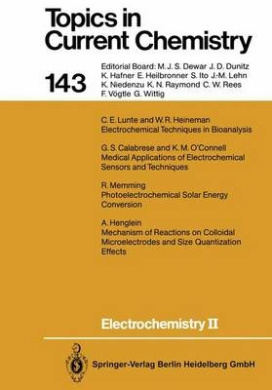 Topics in
Current Chemistry
143
Editorial Board: M. J. S. Dewar J. D. Dunitz
K. Hafner E. Heilbronner S. Ito J.-M. Lehn
K. Niedenzu K. N. Raymond C. W. Rees
F. Vögtle G. Wittig
C. E. Lunte and W. R. Heineman
Electrochemical Techniques in Bioanalysis
G. S. Calabrese and K. M. O'Connell
Medical Applications of Electrochemical
Sensors and Techniques
R. Memming
Photoelectrochemical Solar Energy
Conversion
A. Henglein
Mechanism of Reactions on Colloidal
Microelectrodes and Size Quantization
Effects
Electrochemistry II
Springer-Verlag Berlin Heidelberg GmbH